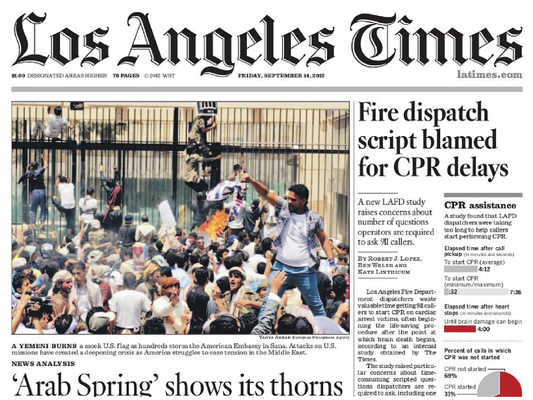 Los Angeles Times
$1.00 DESIGNATED AREAS HIGHER 78 PAGES © 2012 WST FRIDAY, SEPTEMBER 14, 2012 latimes.com
Fire dispatch
script blamed
for CPR delays
A new LAFD study
raises concerns about
number of questions
operators are required
to ask 911 callers.
By Robert J. Lopez,
Ben Welsh and
Kate Linthicum
Los Angeles Fire Depart-
ment dispatchers waste
valuable time getting 911 call-
ers to start CPR on cardiac
arrest victims, often begin-
ning the life-saving pro-
cedure after the point at
which brain death begins,
according to an internal
study obtained by The
Times.
The study raised particu-
lar concerns about time-
consuming scripted ques-
tions dispatchers are re-
quired to ask, including one
CPR assistance
A study found that LAFD
dispatchers were taking
too long to help callers
start performing CPR.
Elapsed time after call
pickup (in minutes and seconds)
To start CPR (average)
4:12
To start CPR
(minimum/maximum)
:32 7:36
Elapsed time after heart
stops (in minutes and seconds)
Until brain damage can begin
4:00
Percent of calls in which
CPR was not started
CPR not started
69%
CPR started
31%
European Pressphoto Agency
A YEMENI BURNS a mock U.S. flag as hundreds storm the American Embassy in Sana. Attacks on U.S.
missions have created a deepening crisis as America struggles to ease tension in the Middle East.
NEWS ANALYSIS
‘Arab Spring’ shows its thorns